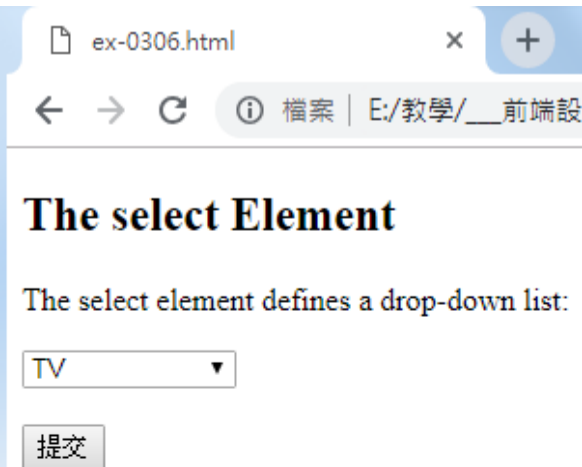 ex-0306.html
檔案 | E:/教學/___前端設
The select Element
The select element defines a drop-down list:
TV
提交